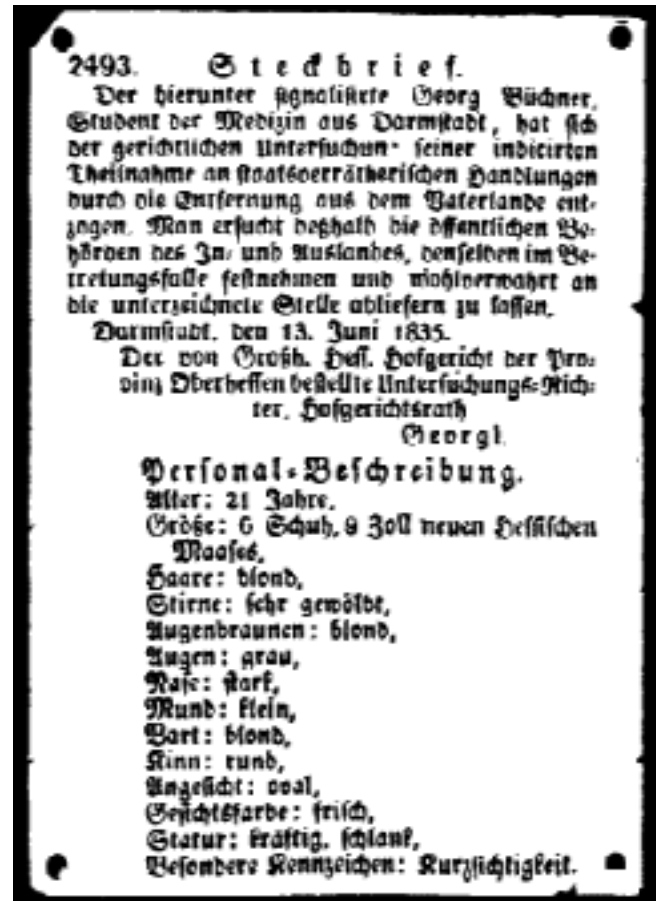 2493. Steckbrief.
Der hierunter signalisirte Georg Büchner,
Student der Medizin aus Darmstadt, hat sich
der gerichtlichen Untersuchung seiner indicirten
Theilnahme an staatsverrätherischen Handlungen
durch die Entfernung aus dem Vaterlande ent-
zogen. Man ersucht deßhalb die öffentlichen Be-
hörden des In- und Auslandes, denselben im Be-
tretungsfalle festnehmen und wohlverwahrt an
die unterzeichnete Stelle abliefern zu lassen.
Darmstadt, den 13. Juni 1835.
Der von Großh. Hess. Hofgericht der Pro-
vinz Oberhessen bestellte Untersuchungs-Rich-
ter, Hofgerichtsrath
Georgi.
Personal-Beschreibung.
Alter: 21 Jahre,
Größe: 6 Schuh, 9 Zoll neuen Hessischen
Maases,
Haare: blond,
Stirne: sehr gewölbt,
Augenbraunen: blond,
Augen: grau,
Nase: stark,
Mund: klein,
Bart: blond,
Kinn: rund,
Angesicht: oval,
Gesichtsfarbe: frisch,
Statur: kräftig, schlank,
Besondere Kennzeichen: Kurzsichtigkeit.